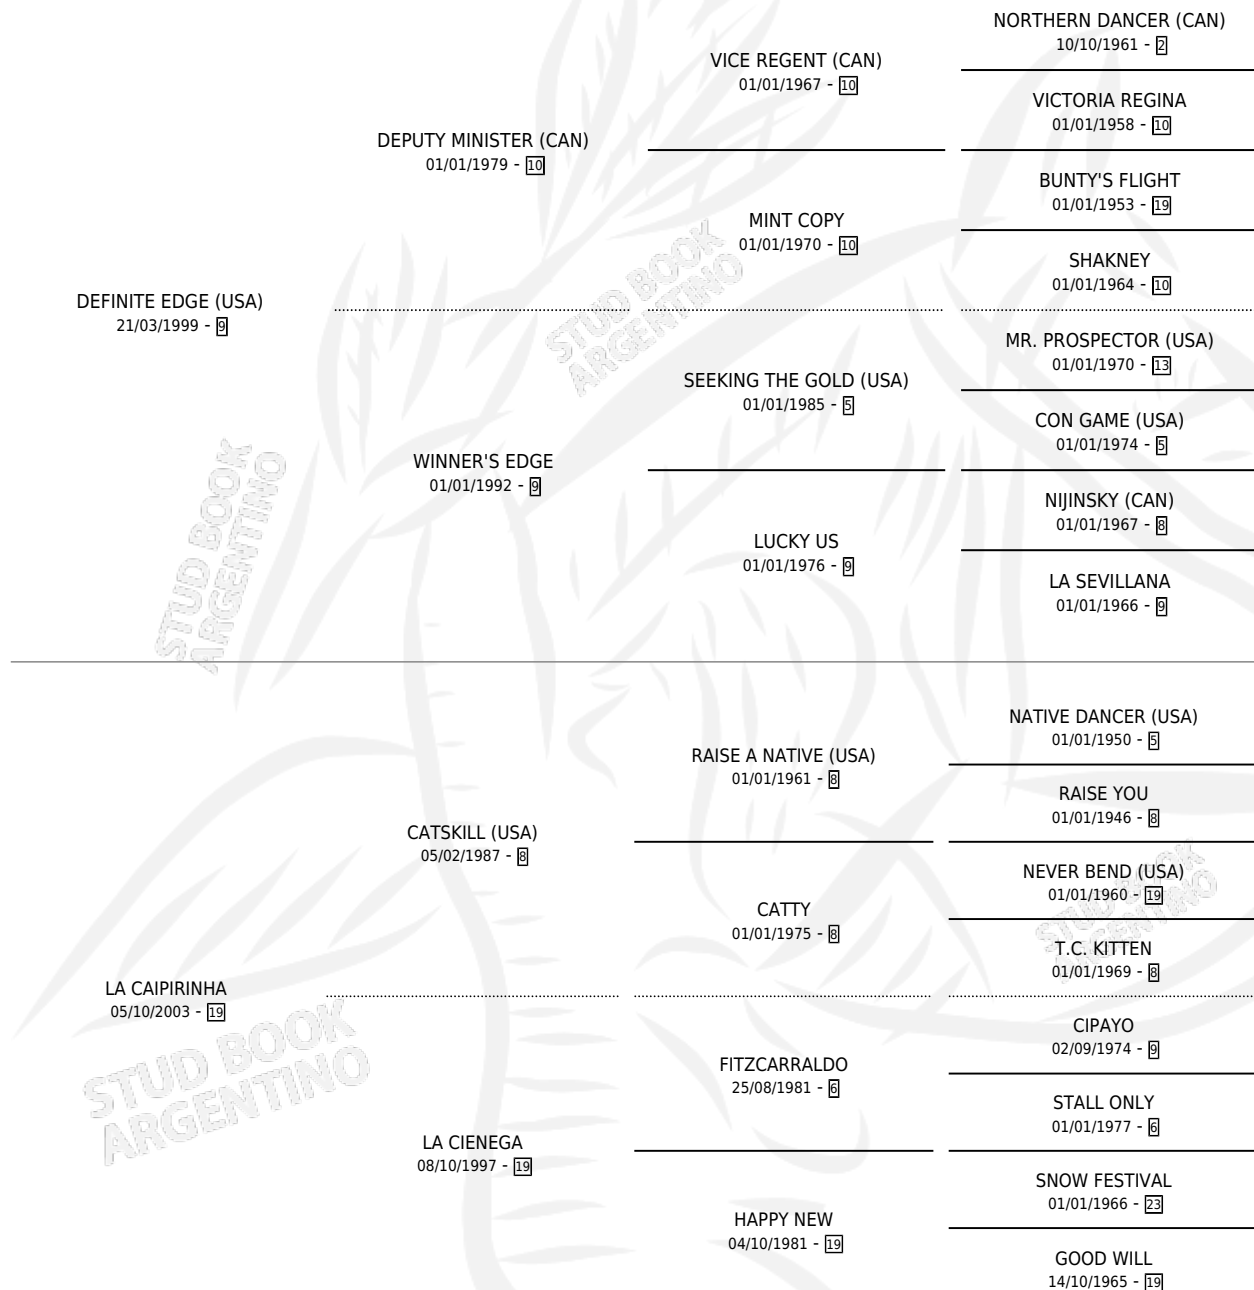 NORTHERN DANCER (CAN)
10/10/1961 - 2
VICE REGENT (CAN)
01/01/1967 - 10
VICTORIA REGINA
01/01/1958 - 10
DEPUTY MINISTER (CAN)
01/01/1979 - 10
BUNTY'S FLIGHT
01/01/1953 - 19
MINT COPY
01/01/1970 - 10
SHAKNEY
01/01/1964 - 10
DEFINITE EDGE (USA)
21/03/1999 - 9
MR. PROSPECTOR (USA)
01/01/1970 - 13
SEEKING THE GOLD (USA)
01/01/1985 - 5
CON GAME (USA)
01/01/1974 - 5
WINNER'S EDGE
01/01/1992 - 9
NIJINSKY (CAN)
01/01/1967 - 8
LUCKY US
01/01/1976 - 9
LA SEVILLANA
01/01/1966 - 9
NATIVE DANCER (USA)
01/01/1950 - 5
RAISE A NATIVE (USA)
01/01/1961 - 8
RAISE YOU
01/01/1946 - 8
CATSKILL (USA)
05/02/1987 - 8
NEVER BEND (USA)
01/01/1960 - 19
CATTY
01/01/1975 - 8
T.C. KITTEN
01/01/1969 - 8
LA CAIPIRINHA
05/10/2003 - 19
CIPAYO
02/09/1974 - 9
FITZCARRALDO
25/08/1981 - 6
STALL ONLY
01/01/1977 - 6
LA CIENEGA
08/10/1997 - 19
SNOW FESTIVAL
01/01/1966 - 23
HAPPY NEW
04/10/1981 - 19
GOOD WILL
14/10/1965 - 19
STUD BOOK
ARGENTINO
STUD BOOK
ARGENTINO
STUD BOOK
ARGENTINO
STUD BOOK
ARGENTINO